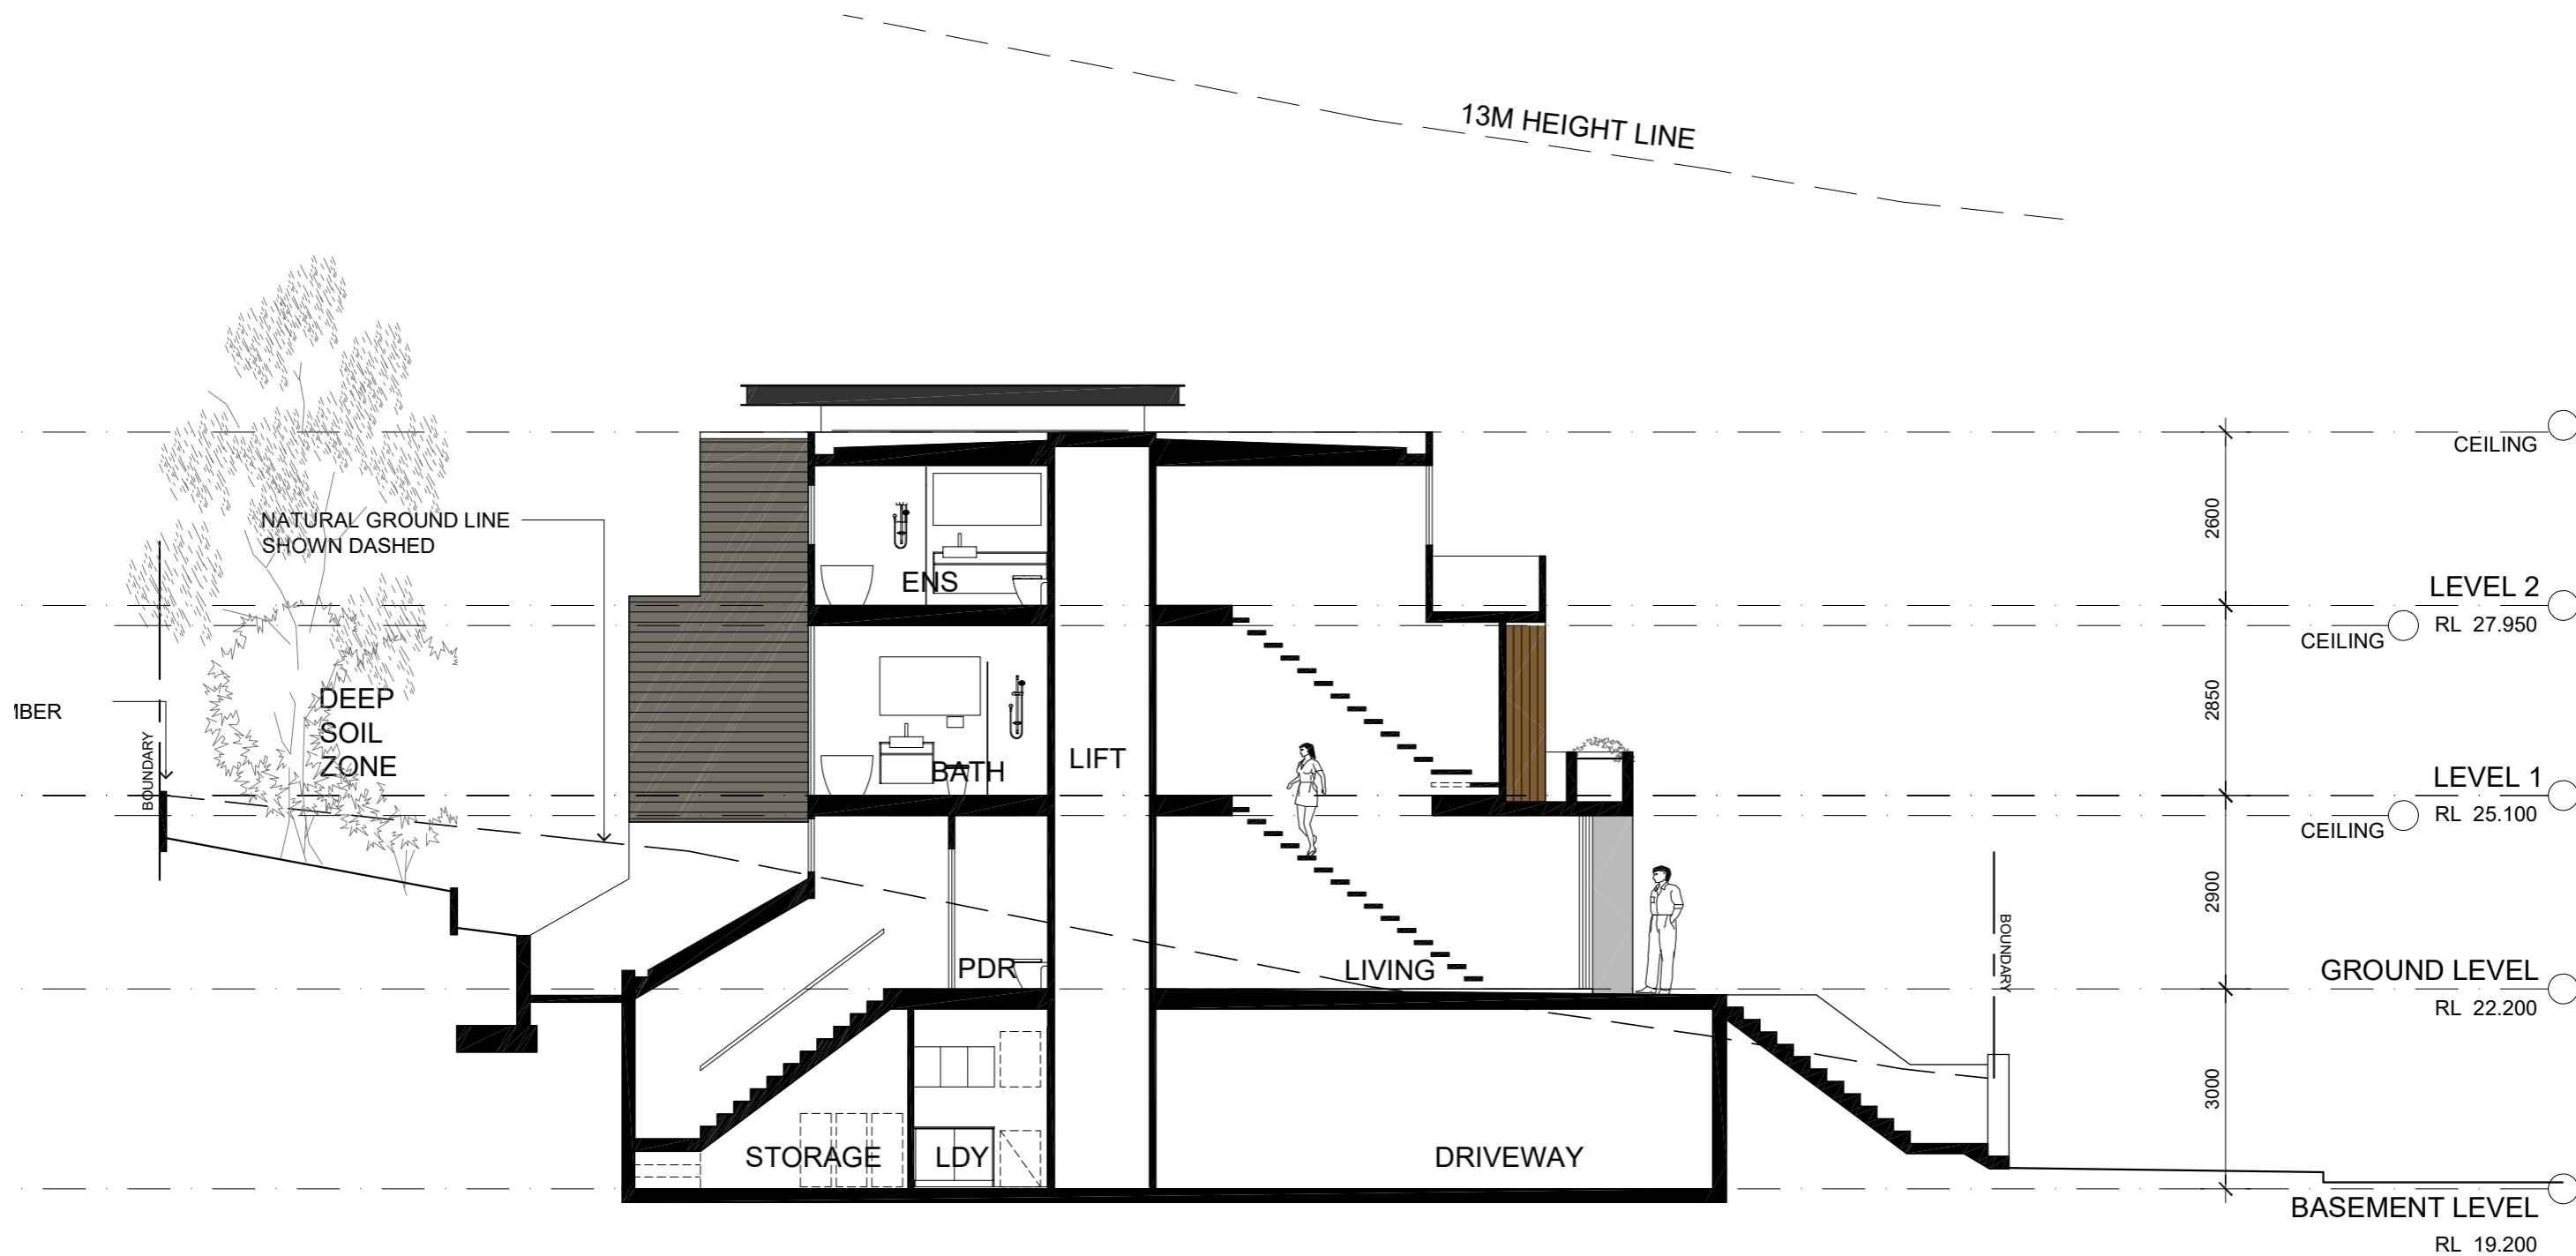 13M HEIGHT LINE
CEILING
NATURAL GROUND LINE
SHOWN DASHED
2600
ENS
LEVEL 2
RL 27.950
CEILING
DEEP
SOIL
ZONE
MBER
BOUNDARY
2850
BATH
LIFT
LEVEL 1
RL 25.100
CEILING
2900
BOUNDARY
PDR
LIVING
GROUND LEVEL
RL 22.200
3000
STORAGE
LDY
DRIVEWAY
BASEMENT LEVEL
RL 19.200